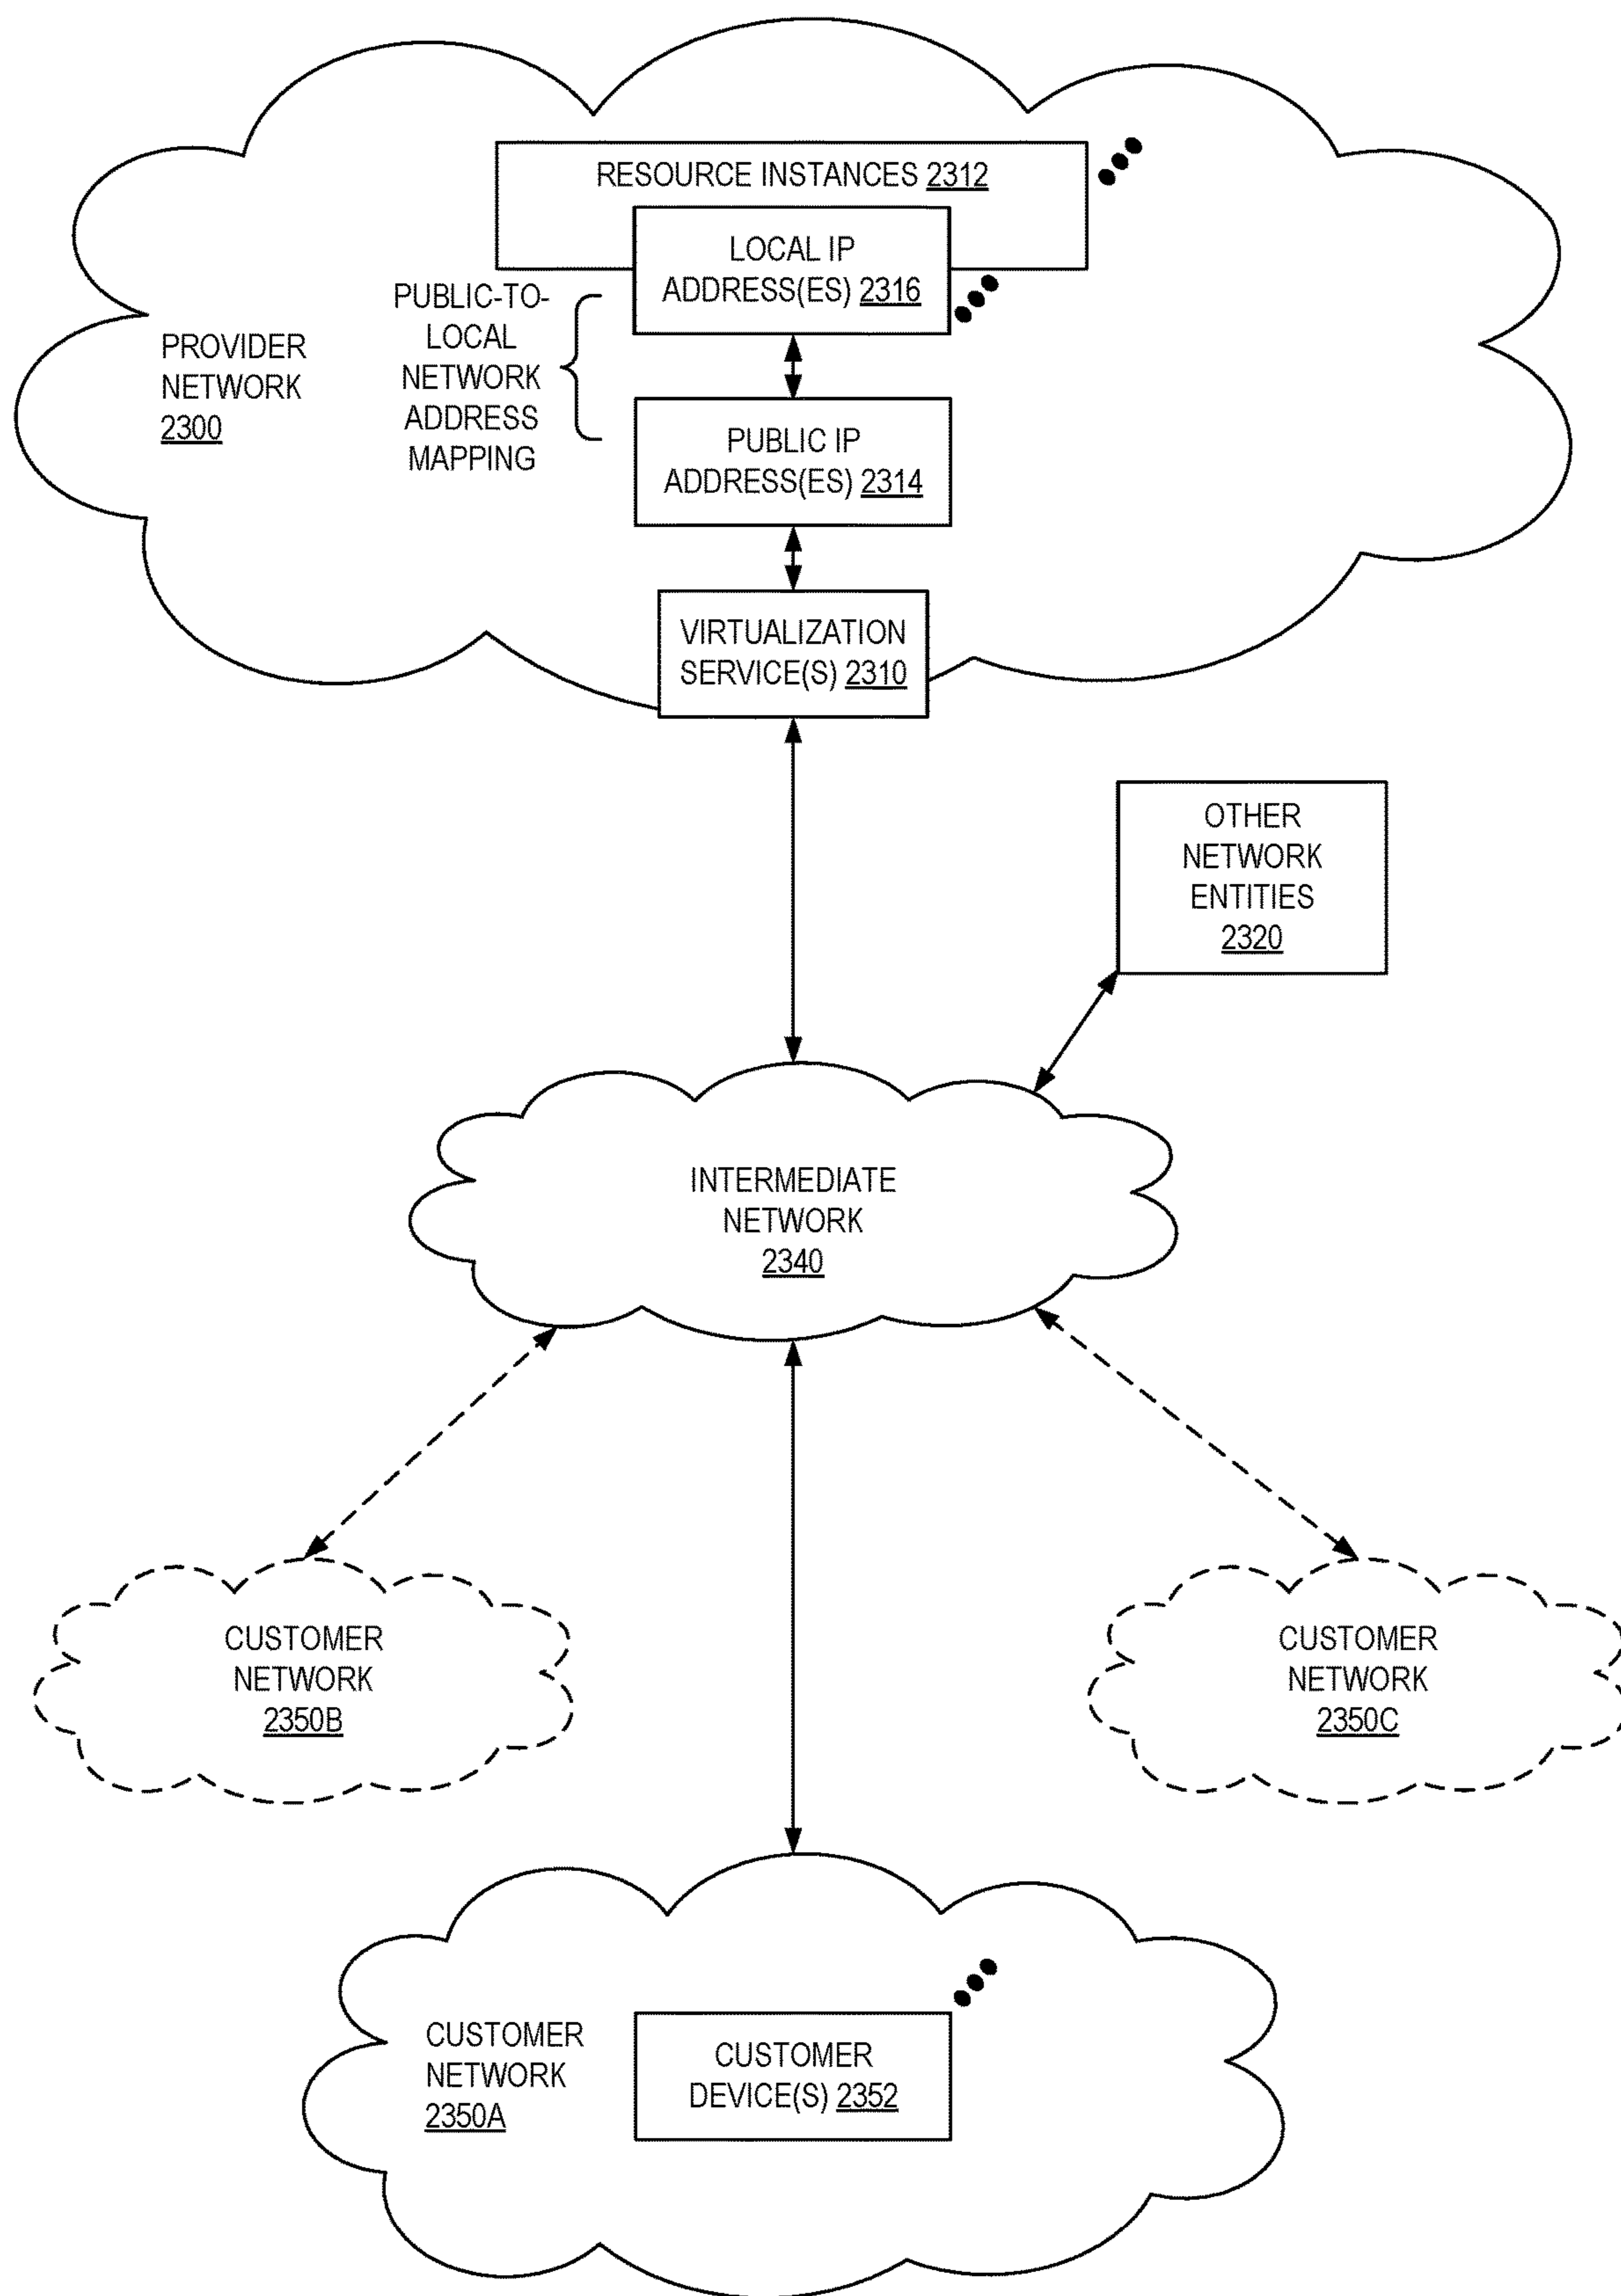 RESOURCE INSTANCES 2312
LOCAL IP
ADDRESS(ES) 2316
PUBLIC-TO-
LOCAL
NETWORK
ADDRESS
MAPPING
PROVIDER
NETWORK
2300
PUBLIC IP
ADDRESS(ES) 2314
VIRTUALIZATION
SERVICE(S) 2310
OTHER
NETWORK
ENTITIES
2320
INTERMEDIATE
NETWORK
2340
CUSTOMER
NETWORK
2350B
CUSTOMER
NETWORK
2350C
CUSTOMER
NETWORK
2350A
CUSTOMER
DEVICE(S) 2352